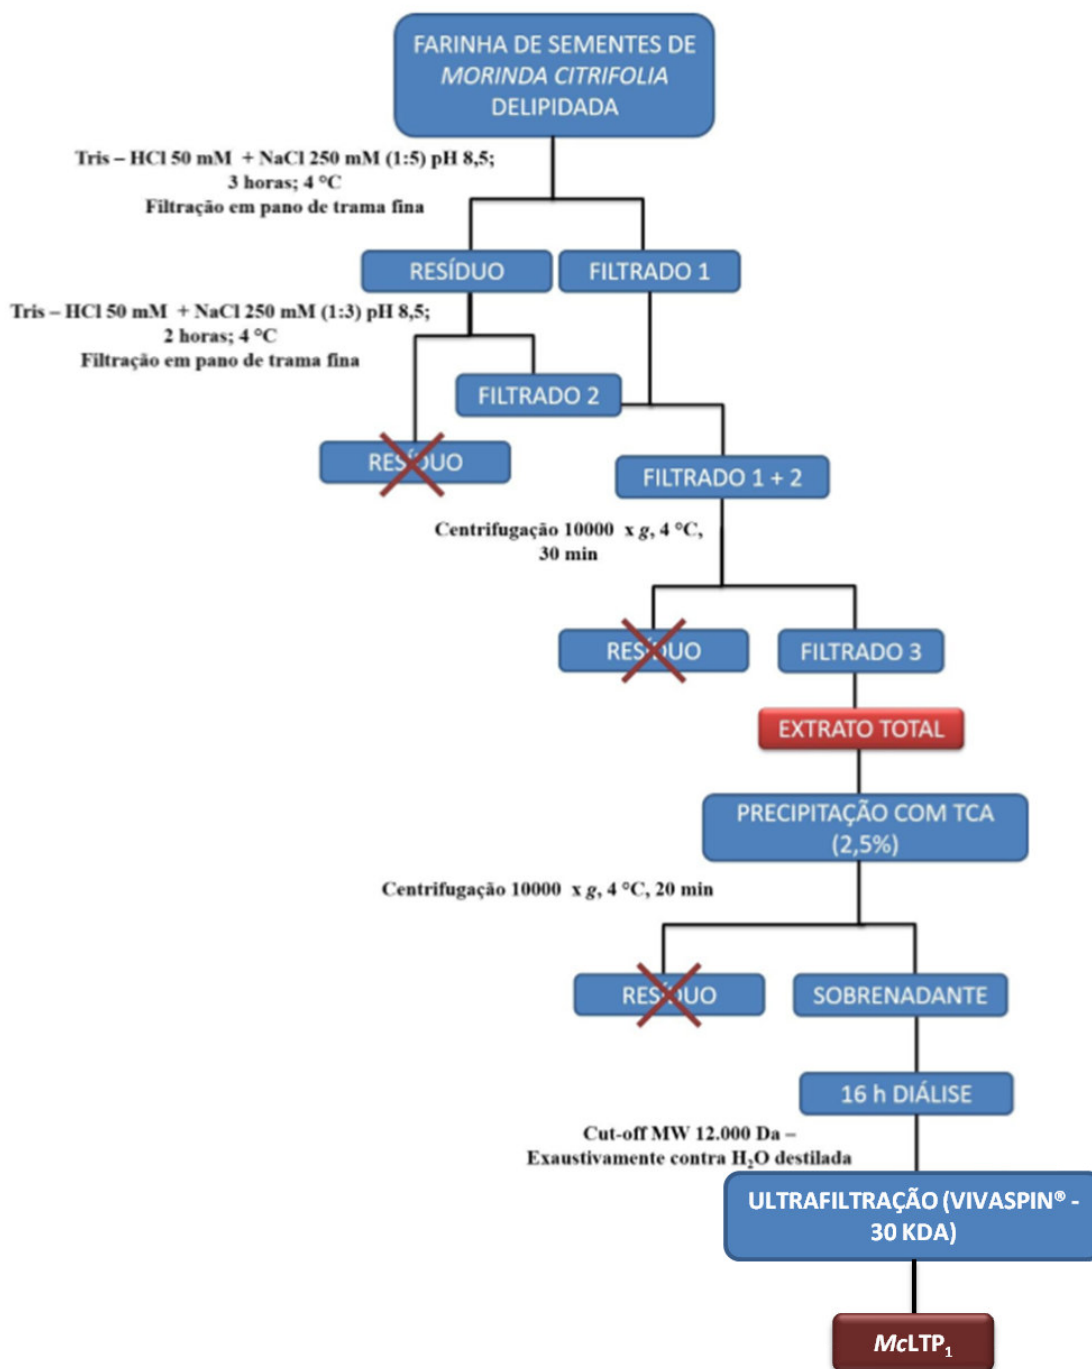 FARINHA DE SEMENTES DE
MORINDA CITRIFOLIA
DELIPIDADA
Tris – HCl 50 mM + NaCl 250 mM (1:5) pH 8,5;
3 horas; 4 °C
Filtração em pano de trama fina
RESÍDUO
FILTRADO 1
Tris – HCl 50 mM + NaCl 250 mM (1:3) pH 8,5;
2 horas; 4 °C
Filtração em pano de trama fina
FILTRADO 2
RESÍDUO
FILTRADO 1 + 2
Centrifugação 10000 x g, 4 °C,
30 min
RESÍDUO
FILTRADO 3
EXTRATO TOTAL
PRECIPITAÇÃO COM TCA
(2,5%)
Centrifugação 10000 x g, 4 °C, 20 min
RESÍDUO
SOBRENADANTE
16 h DIÁLISE
Cut-off MW 12.000 Da –
Exaustivamente contra H₂O destilada
ULTRAFILTRAÇÃO (VIVASPIN® -
30 KDA)
McLTP₁